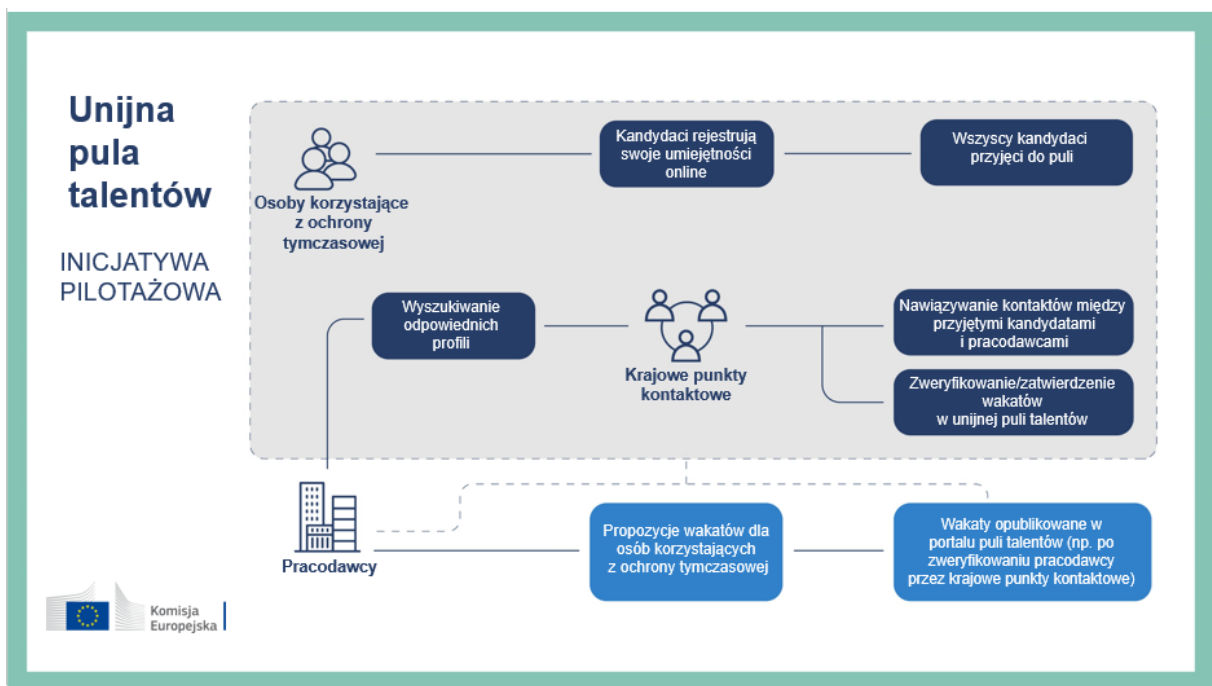 Unijna
pula
talentów
INICJATYWA
PILOTAŻOWA
Osoby korzystające
z ochrony
tymczasowej
Kandydaci rejestrują
swoje umiejętności
online
Wszyscy kandydaci
przyjęci do puli
Wyszukiwanie
odpowiednich
profili
Krajowe punkty
kontaktowe
Nawiązywanie kontaktów między
przyjętymi kandydatami
i pracodawcami
Zweryfikowanie/zatwierdzenie
wakatów
w unijnej puli talentów
Pracodawcy
Propozycje wakatów dla
osób korzystających
z ochrony tymczasowej
Wakaty opublikowane w
portalu puli talentów (np. po
zweryfikowaniu pracodawcy
przez krajowe punkty kontaktowe)
Komisja
Europejska